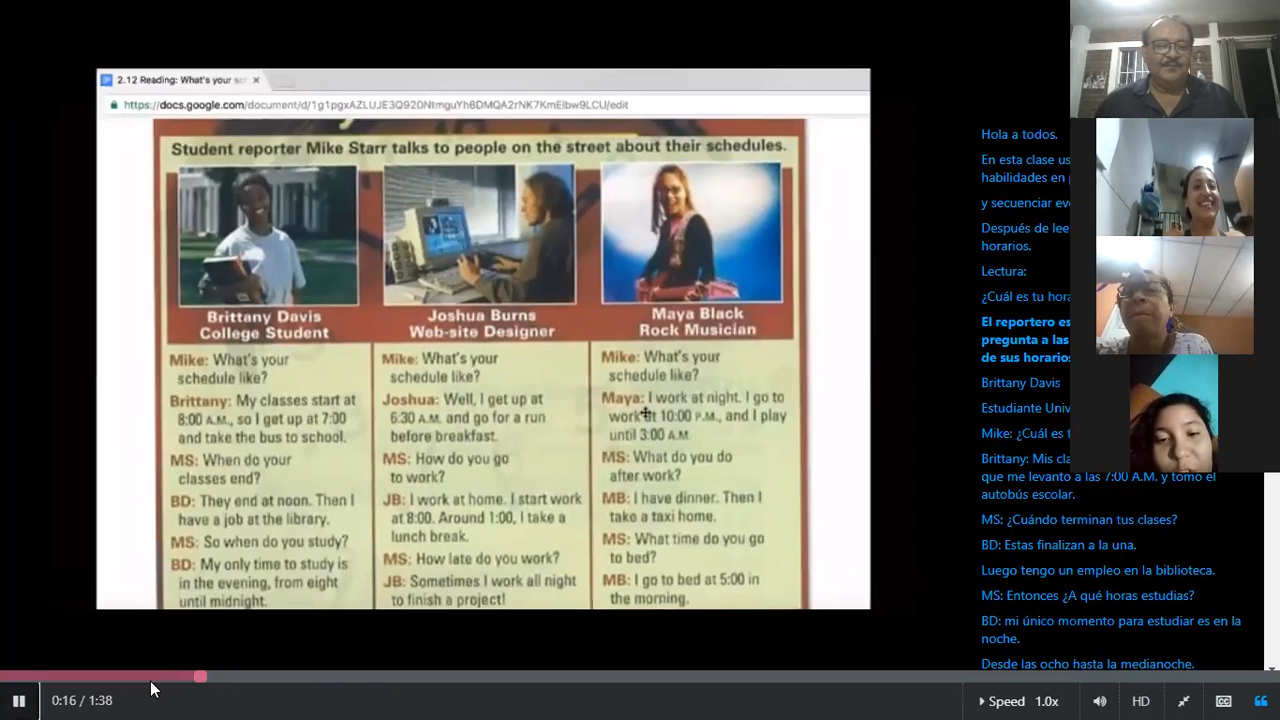 2.12 Reading: What's your sc
https://docs.google.com/document/d/1g1pgxAZLUJE3Q920NtmguYh8DMQA2rNK7KmElbw9LCU/edit
Student reporter Mike Starr talks to people on the street about their schedules.
Brittany Davis
College Student
Mike: What's your
schedule like?
Brittany: My classes start at
8:00 A.M., so I get up at 7:00
and take the bus to school.
MS: When do your
classes end?
BD: They end at noon. Then I
have a job at the library.
MS: So when do you study?
BD: My only time to study is
in the evening, from eight
until midnight.
Joshua Burns
Web-site Designer
Mike: What's your
schedule like?
Joshua: Well, I get up at
6:30 A.M. and go for a run
before breakfast.
MS: How do you go
to work?
JB: I work at home. I start work
at 8:00. Around 1:00, I take a
lunch break.
MS: How late do you work?
JB: Sometimes I work all night
to finish a project!
Maya Black
Rock Musician
Mike: What's your
schedule like?
Maya: I work at night. I go to
work at 10:00 P.M., and I play
until 3:00 A.M
MS: What do you do
after work?
MB: I have dinner. Then I
take a taxi home.
MS: What time do you go
to bed?
MB: I go to bed at 5:00 in
the morning.
Hola a todos.
En esta clase us
habilidades en
y secuenciar ev
Después de lee
horarios.
Lectura:
¿Cuál es tu hora
El reportero es
pregunta a las
de sus horarios
Brittany Davis
Estudiante Univ
Mike: ¿Cuál es
Brittany: Mis cla
que me levanto a las 7:00 A.M. y tomo el
autobús escolar.
MS: ¿Cuándo terminan tus clases?
BD: Estas finalizan a la una.
Luego tengo un empleo en la biblioteca.
MS: Entonces ¿A qué horas estudias?
BD: mi único momento para estudiar es en la
noche.
Desde las ocho hasta la medianoche.
0:16 / 1:38
Speed 1.0x
HD
CC